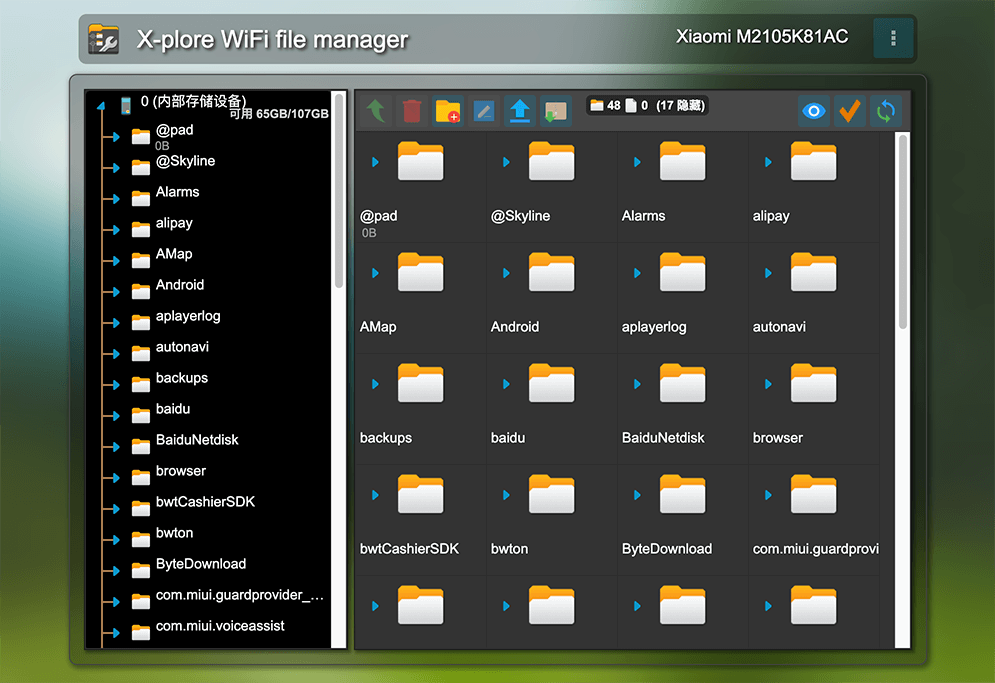 X-plore WiFi file manager
Xiaomi M2105K81AC
0 (内部存储设备)
可用 65GB/107GB
@pad
0B
@Skyline
Alarms
alipay
AMap
Android
aplayerlog
autonavi
backups
baidu
BaiduNetdisk
browser
bwtCashierSDK
bwton
ByteDownload
com.miui.guardprovider_...
com.miui.voiceassist
48 0 (17 隐藏)
@pad @Skyline Alarms alipay
0B
AMap Android aplayerlog autonavi
backups baidu BaiduNetdisk browser
bwtCashierSDK bwton ByteDownload com.miui.guardprovi